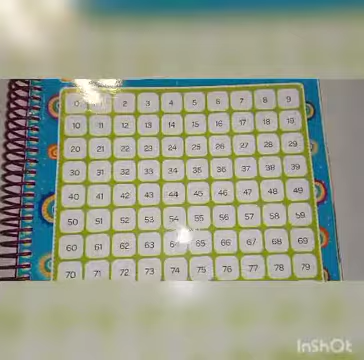 0 1 2 3 4 5 6 7 8 9
10 11 12 13 14 15 16 17 18 19
20 21 22 23 24 25 26 27 28 29
30 31 32 33 34 35 36 37 38 39
40 41 42 43 44 45 46 47 48 49
50 51 52 53 54 55 56 57 58 59
60 61 62 63 64 65 66 67 68 69
70 71 72 73 74 75 76 77 78 79
InShOt